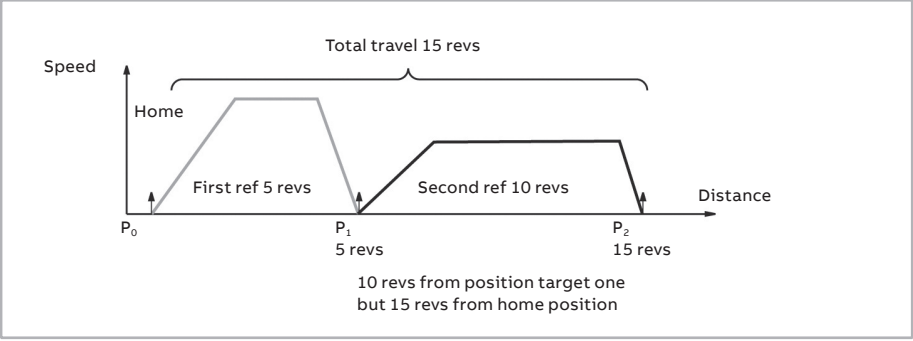 Total travel 15 revs
Speed
Home
First ref 5 revs
Second ref 10 revs
Distance
P₀
P₁
P₂
5 revs
15 revs
10 revs from position target one
but 15 revs from home position